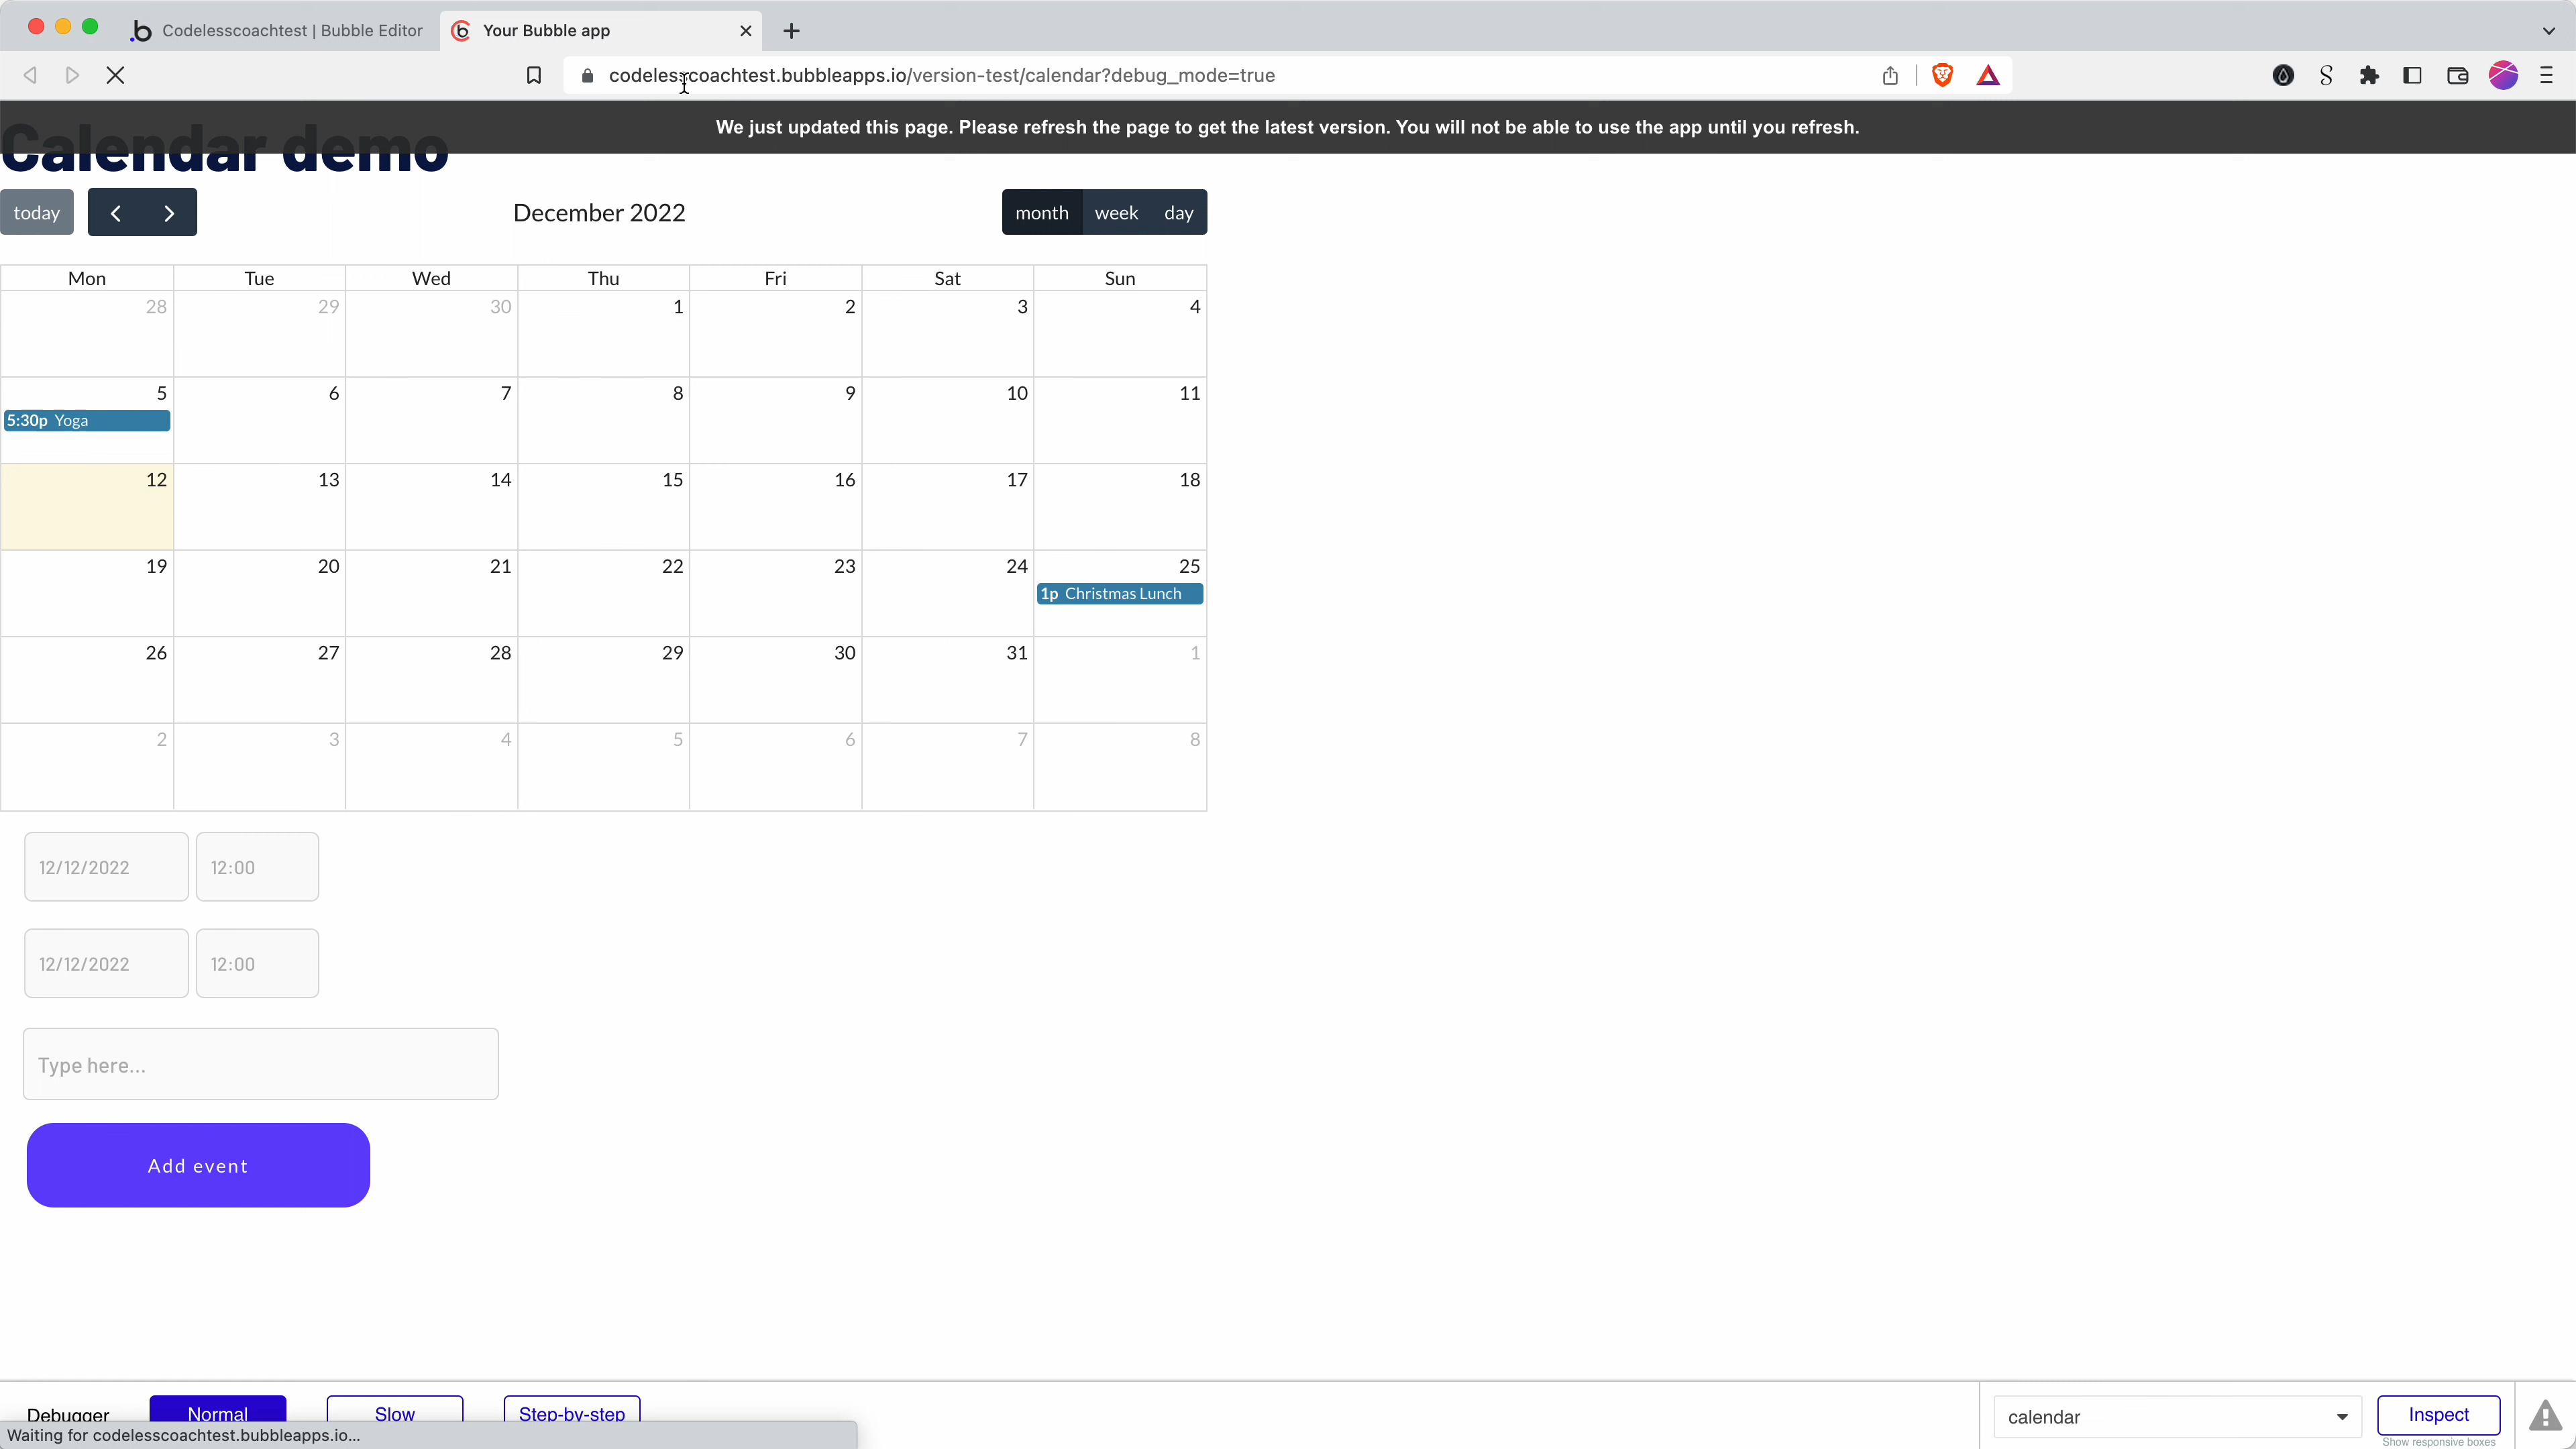 Codelesscoachtest | Bubble Editor
Your Bubble app
codelesscoachtest.bubbleapps.io/version-test/calendar?debug_mode=true
We just updated this page. Please refresh the page to get the latest version. You will not be able to use the app until you refresh.
Calendar demo
today
December 2022
month week day
Mon Tue Wed Thu Fri Sat Sun
28 29 30 1 2 3 4
5 6 7 8 9 10 11
5:30p Yoga
12 13 14 15 16 17 18
19 20 21 22 23 24 25
1p Christmas Lunch
26 27 28 29 30 31 1
2 3 4 5 6 7 8
12/12/2022 12:00
12/12/2022 12:00
Type here...
Add event
Debugger Normal Slow Step-by-step calendar Inspect
Show responsive boxes
Waiting for codelesscoachtest.bubbleapps.io...